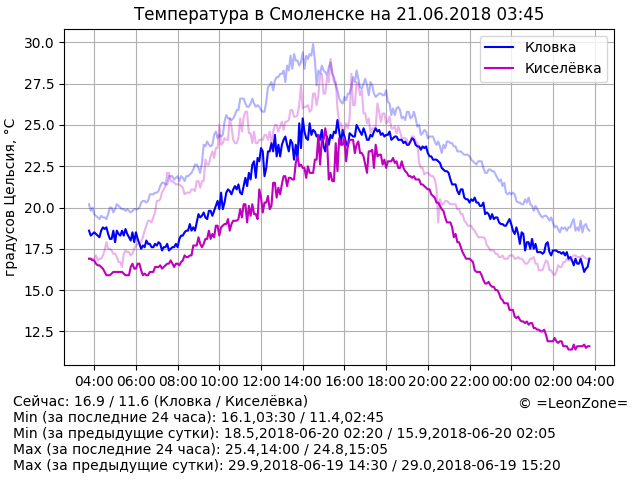 Температура в Смоленске на 21.06.2018 03:45
Кловка
Киселёвка
градусов Цельсия, °C
30.0
27.5
25.0
22.5
20.0
17.5
15.0
12.5
04:00 06:00 08:00 10:00 12:00 14:00 16:00 18:00 20:00 22:00 00:00 02:00 04:00
Сейчас: 16.9 / 11.6 (Кловка / Киселёвка)
© =LeonZone=
Min (за последние 24 часа): 16.1,03:30 / 11.4,02:45
Min (за предыдущие сутки): 18.5,2018-06-20 02:20 / 15.9,2018-06-20 02:05
Max (за последние 24 часа): 25.4,14:00 / 24.8,15:05
Max (за предыдущие сутки): 29.9,2018-06-19 14:30 / 29.0,2018-06-19 15:20